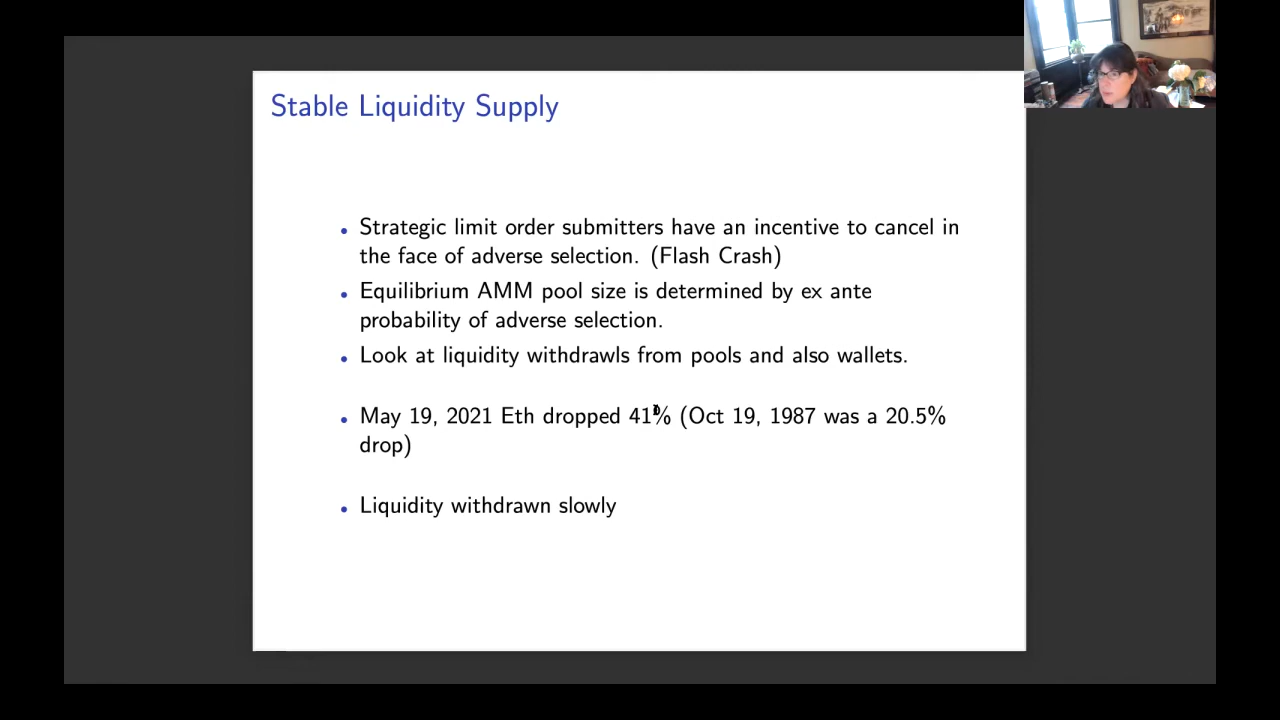 Stable Liquidity Supply
• Strategic limit order submitters have an incentive to cancel in
the face of adverse selection. (Flash Crash)
• Equilibrium AMM pool size is determined by ex ante
probability of adverse selection.
• Look at liquidity withdrawls from pools and also wallets.
• May 19, 2021 Eth dropped 41% (Oct 19, 1987 was a 20.5%
drop)
• Liquidity withdrawn slowly